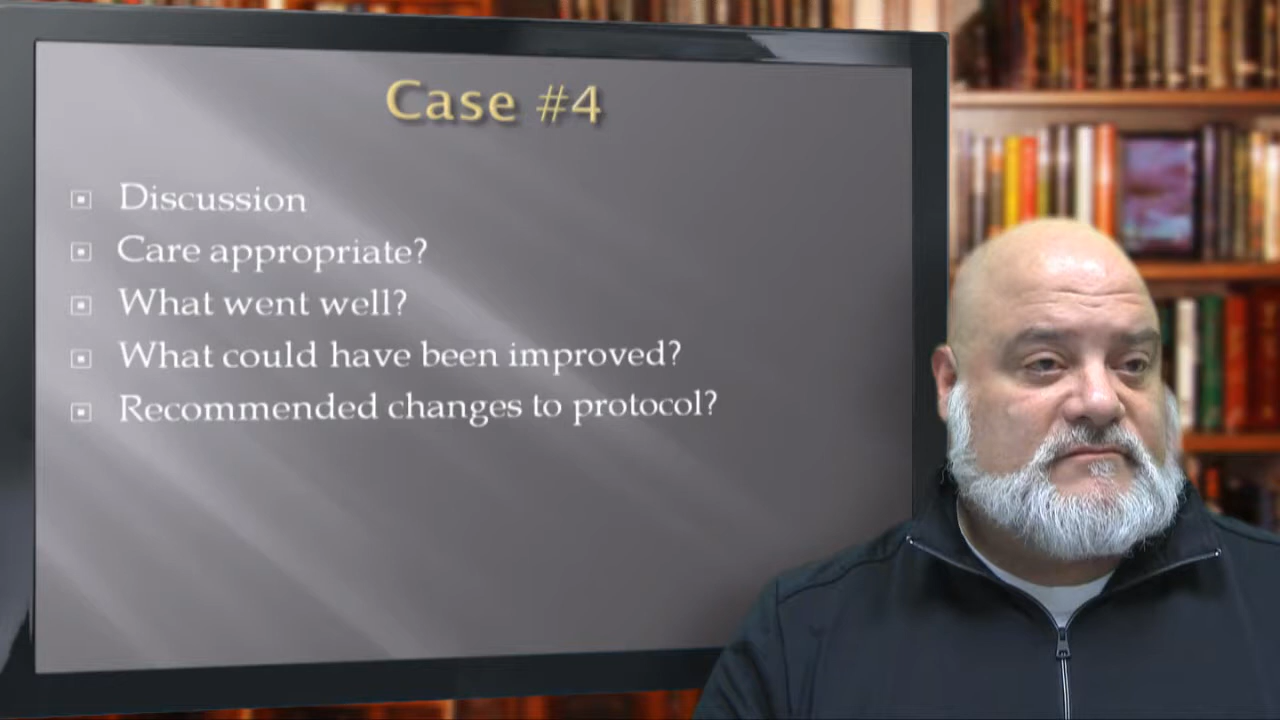 Case #4
Discussion
Care appropriate?
What went well?
What could have been improved?
Recommended changes to protocol?